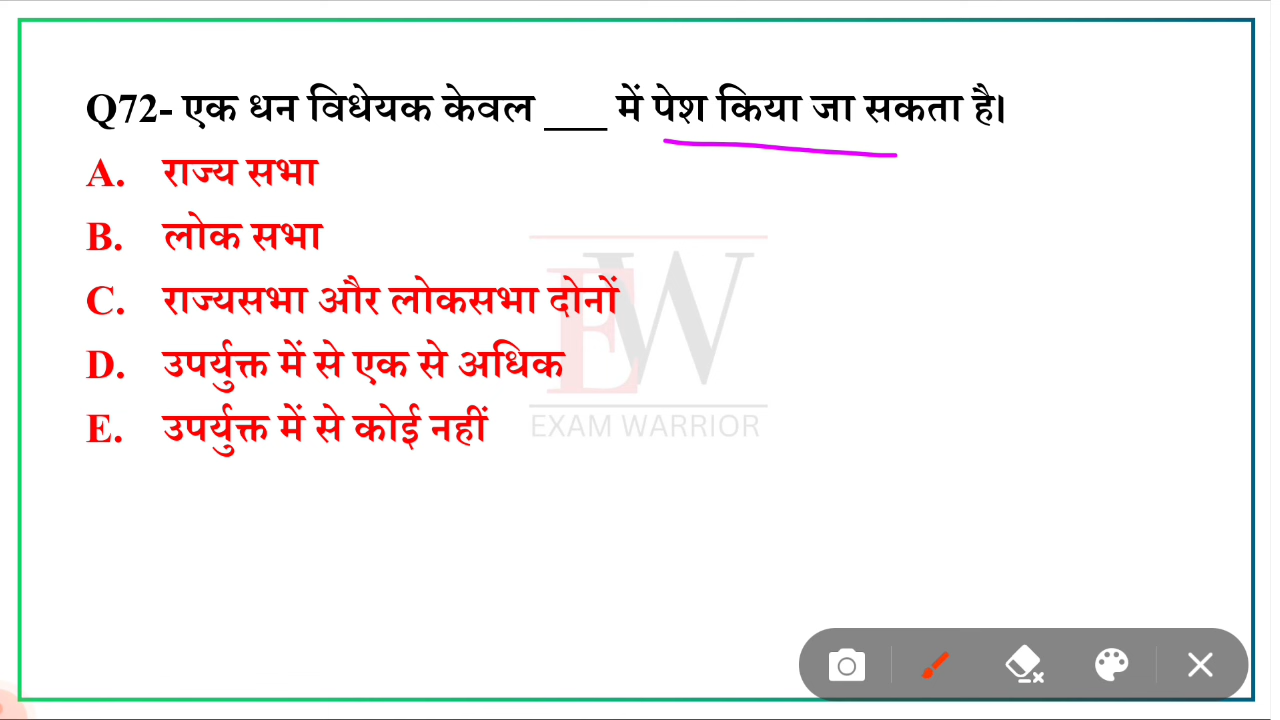 Q72- एक धन विधेयक केवल ___ में पेश किया जा सकता है।
A. राज्य सभा
B. लोक सभा
C. राज्यसभा और लोकसभा दोनों
D. उपर्युक्त में से एक से अधिक
E. उपर्युक्त में से कोई नहीं
EW
EXAM WARRIOR